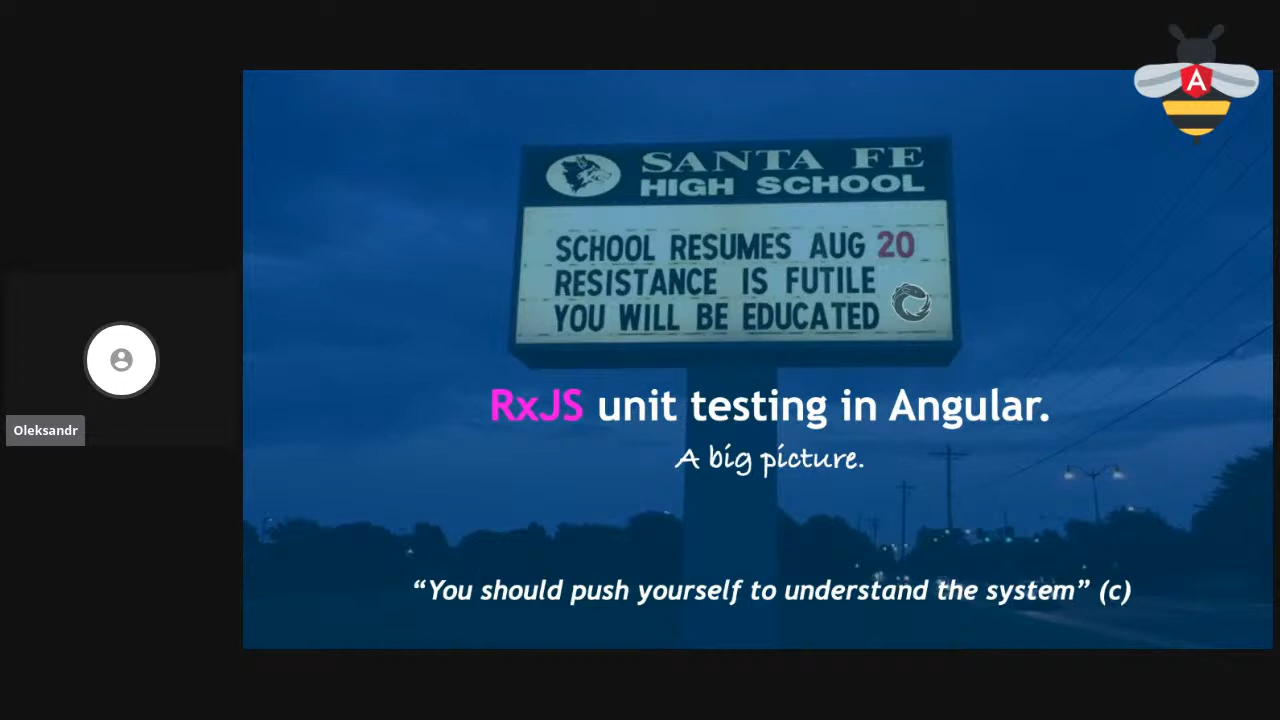 A
SANTA FE
HIGH SCHOOL
SCHOOL RESUMES AUG 20
RESISTANCE IS FUTILE
YOU WILL BE EDUCATED
RxJS unit testing in Angular.
A big picture.
Oleksandr
“You should push yourself to understand the system” (c)